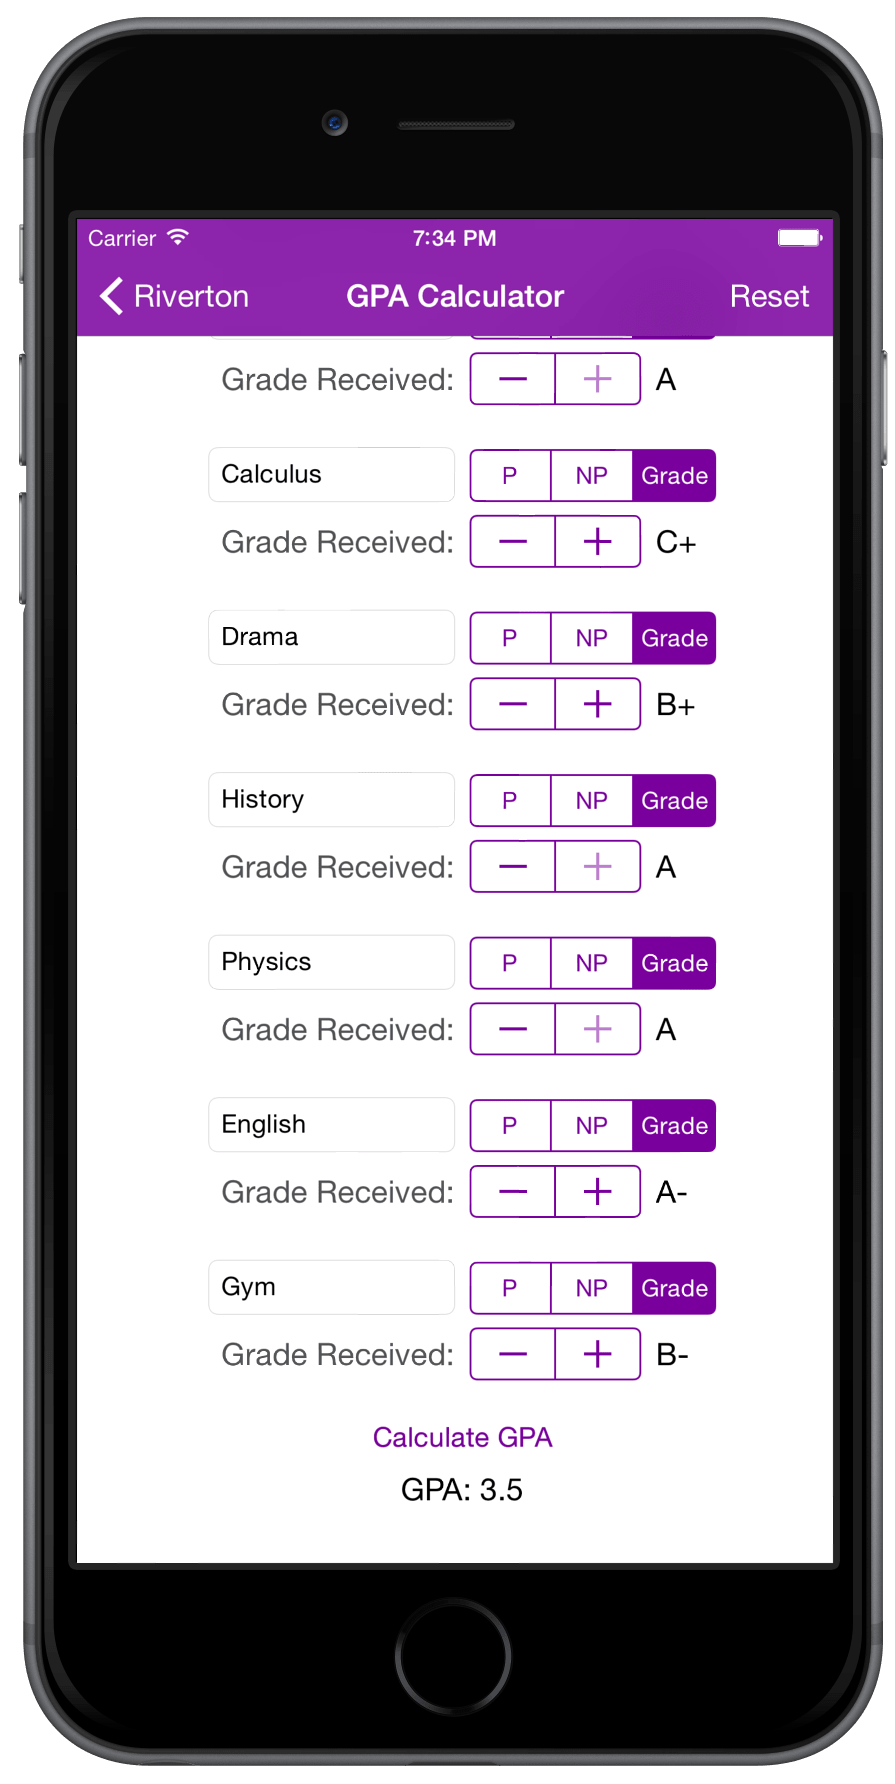 Carrier 7:34 PM
Riverton GPA Calculator Reset
Grade Received: — + A
Calculus P NP Grade
Grade Received: — + C+
Drama P NP Grade
Grade Received: — + B+
History P NP Grade
Grade Received: — + A
Physics P NP Grade
Grade Received: — + A
English P NP Grade
Grade Received: — + A-
Gym P NP Grade
Grade Received: — + B-
Calculate GPA
GPA: 3.5